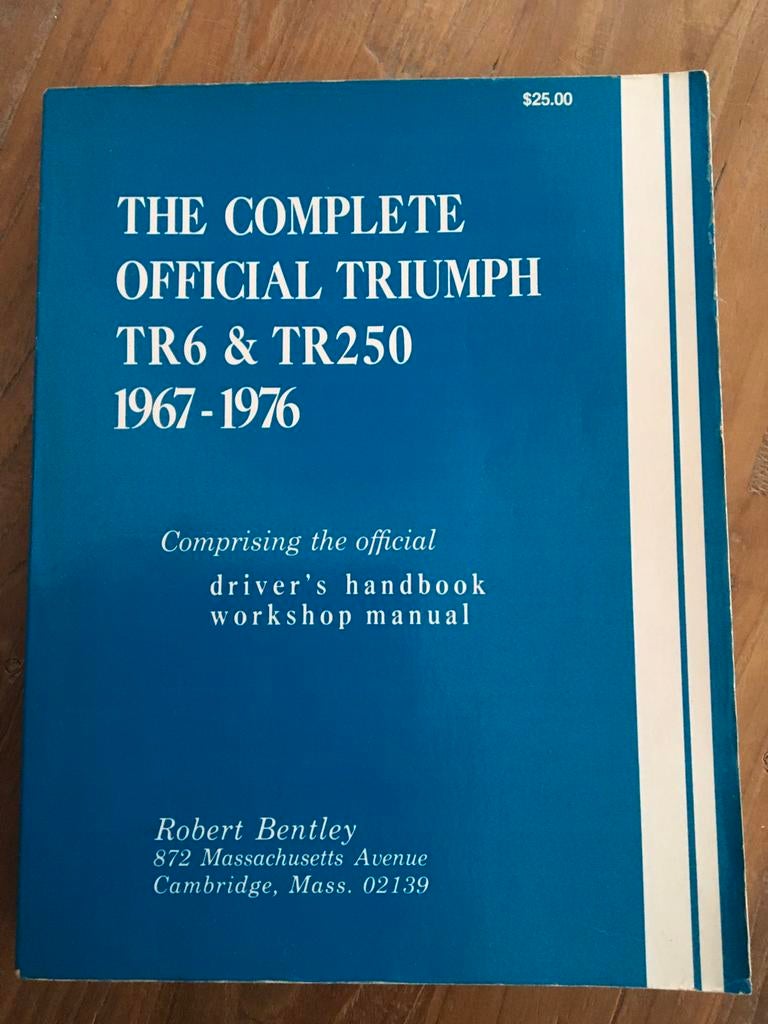 $25.00
THE COMPLETE
OFFICIAL TRIUMPH
TR6 & TR250
1967-1976
Comprising the official
driver's handbook
workshop manual
Robert Bentley
872 Massachusetts Avenue
Cambridge, Mass. 02139